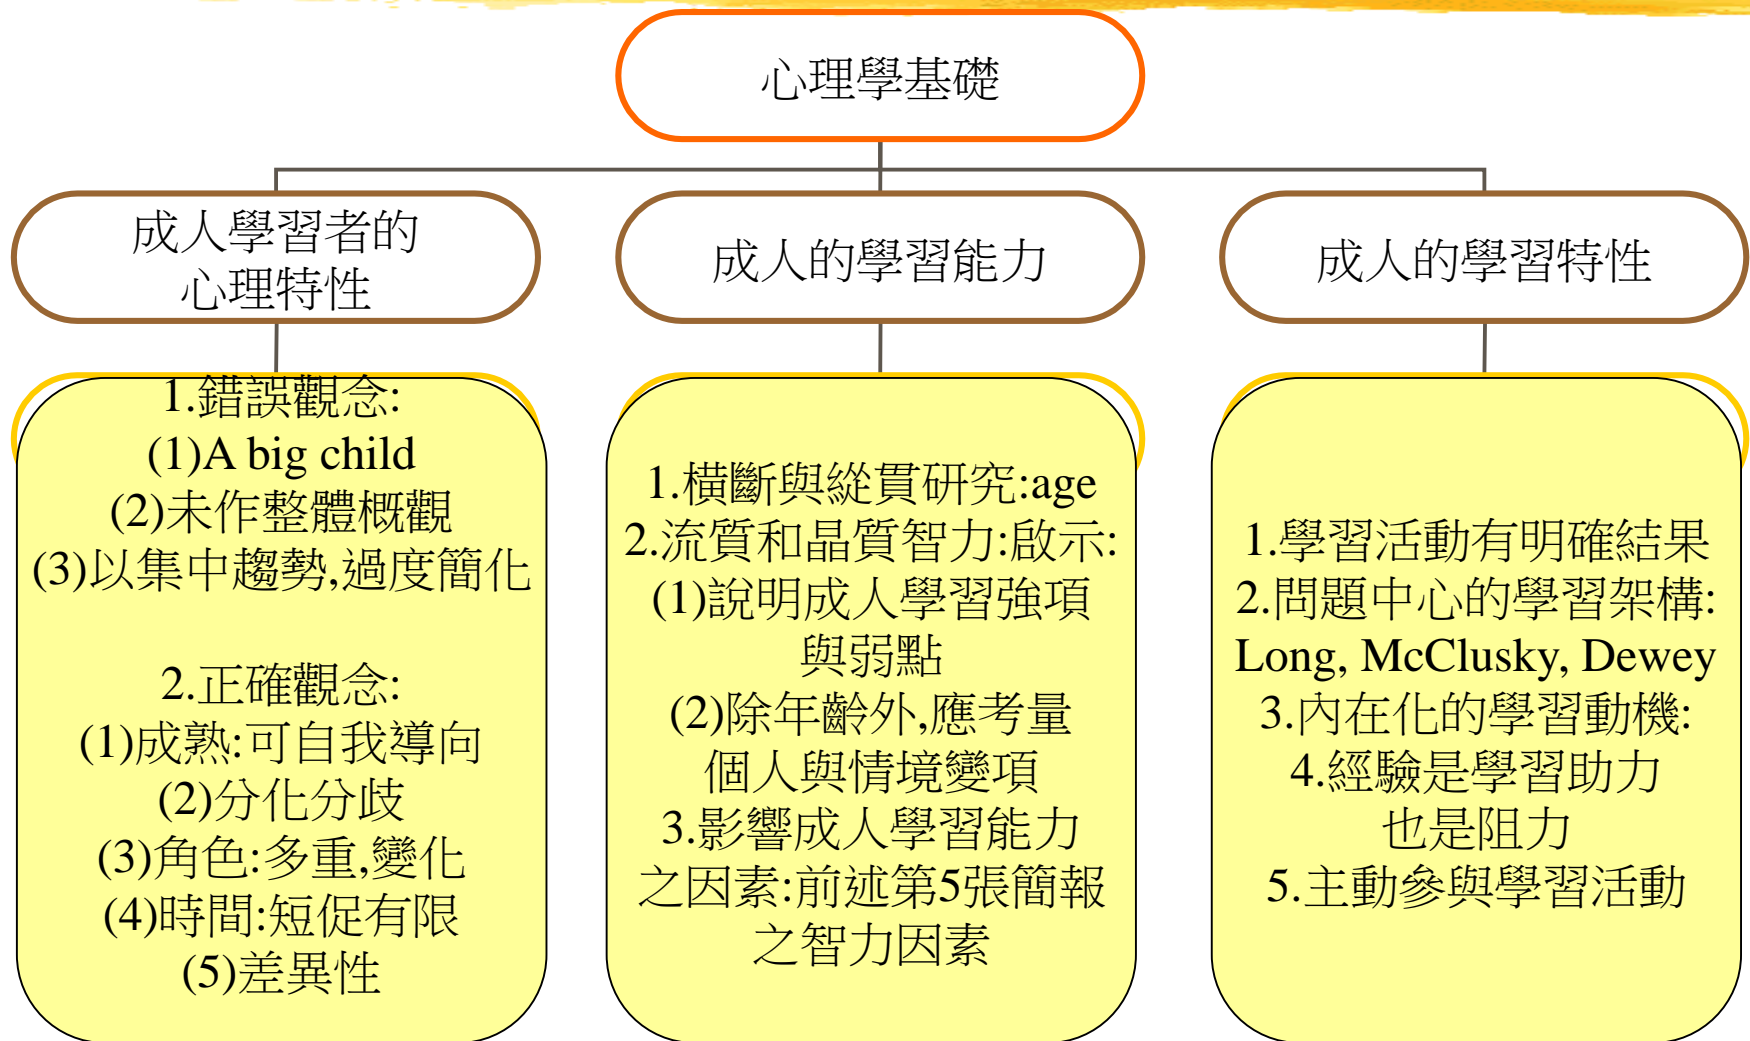 心理學基礎
成人學習者的
心理特性
1.錯誤觀念:
(1)A big child
(2)未作整體概觀
(3)以集中趨勢,過度簡化
2.正確觀念:
(1)成熟:可自我導向
(2)分化分歧
(3)角色:多重,變化
(4)時間:短促有限
(5)差異性
成人的學習能力
1.橫斷與縱貫研究:age
2.流質和晶質智力:啟示:
(1)說明成人學習強項
與弱點
(2)除年齡外,應考量
個人與情境變項
3.影響成人學習能力
之因素:前述第5張簡報
之智力因素
成人的學習特性
1.學習活動有明確結果
2.問題中心的學習架構:
Long, McClusky, Dewey
3.內在化的學習動機:
4.經驗是學習助力
也是阻力
5.主動參與學習活動